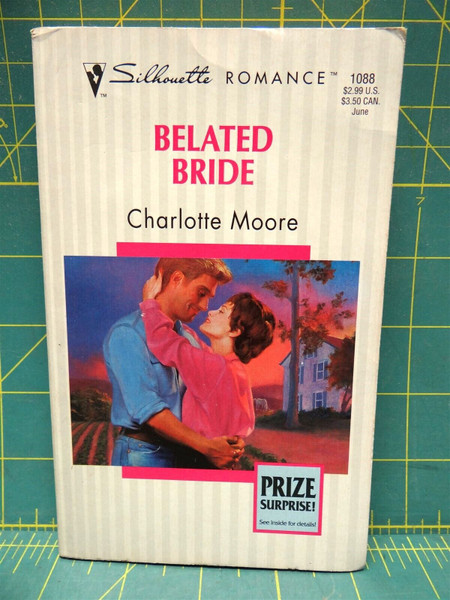 Silhouette ROMANCE™ 1088
$2.99 U.S.
$3.50 CAN.
June
TM
BELATED
BRIDE
Charlotte Moore
PRIZE
SURPRISE!
See inside for details!